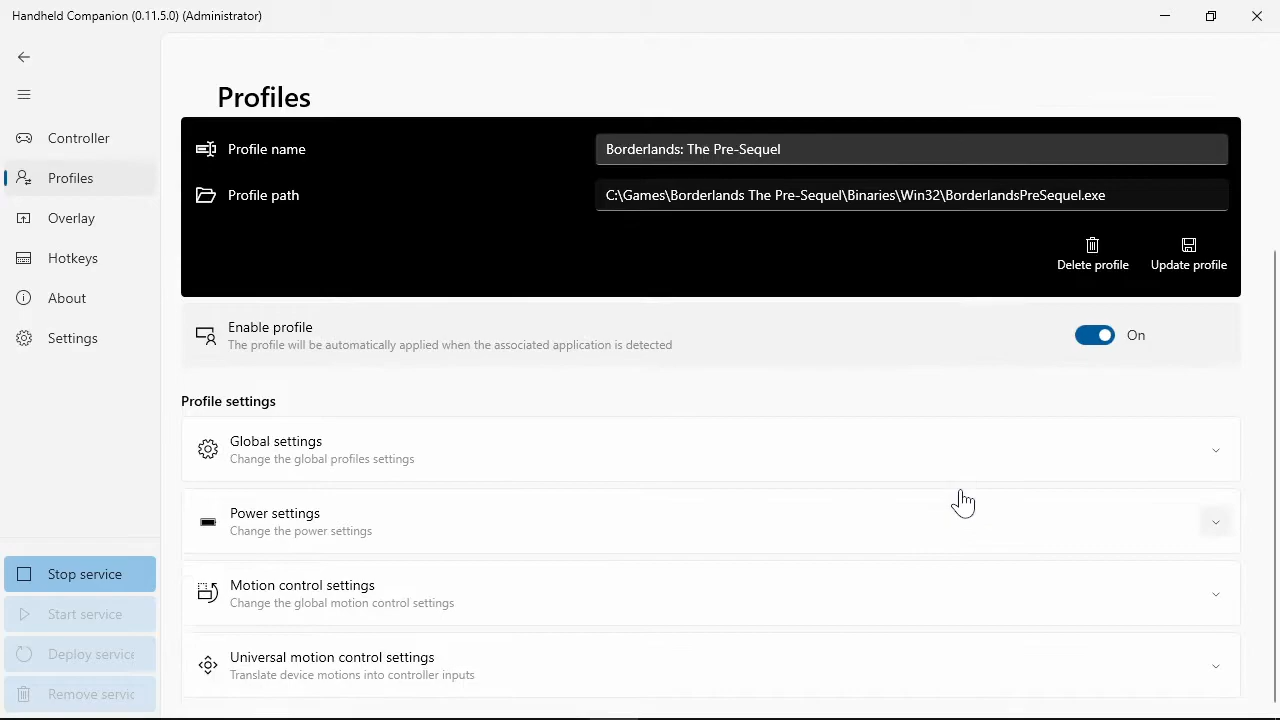 Handheld Companion (0.11.5.0) (Administrator)
Controller
Profiles
Overlay
Hotkeys
About
Settings
Stop service
Start service
Deploy service
Remove servic
Profiles
Profile name
Borderlands: The Pre-Sequel
Profile path
C:\Games\Borderlands The Pre-Sequel\Binaries\Win32\BorderlandsPreSequel.exe
Delete profile
Update profile
Enable profile
The profile will be automatically applied when the associated application is detected
On
Profile settings
Global settings
Change the global profiles settings
Power settings
Change the power settings
Motion control settings
Change the global motion control settings
Universal motion control settings
Translate device motions into controller inputs